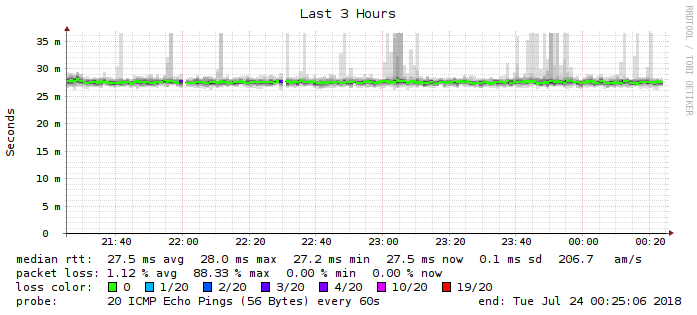 Last 3 Hours
RRDTOOL / TOBI OETIKER
Seconds
35 m
30 m
25 m
20 m
15 m
10 m
5 m
0
21:40 22:00 22:20 22:40 23:00 23:20 23:40 00:00 00:20
median rtt: 27.5 ms avg 28.0 ms max 27.2 ms min 27.5 ms now 0.1 ms sd 206.7 am/s
packet loss: 1.12 % avg 88.33 % max 0.00 % min 0.00 % now
loss color: 0 1/20 2/20 3/20 4/20 10/20 19/20
probe: 20 ICMP Echo Pings (56 Bytes) every 60s end: Tue Jul 24 00:25:06 2018